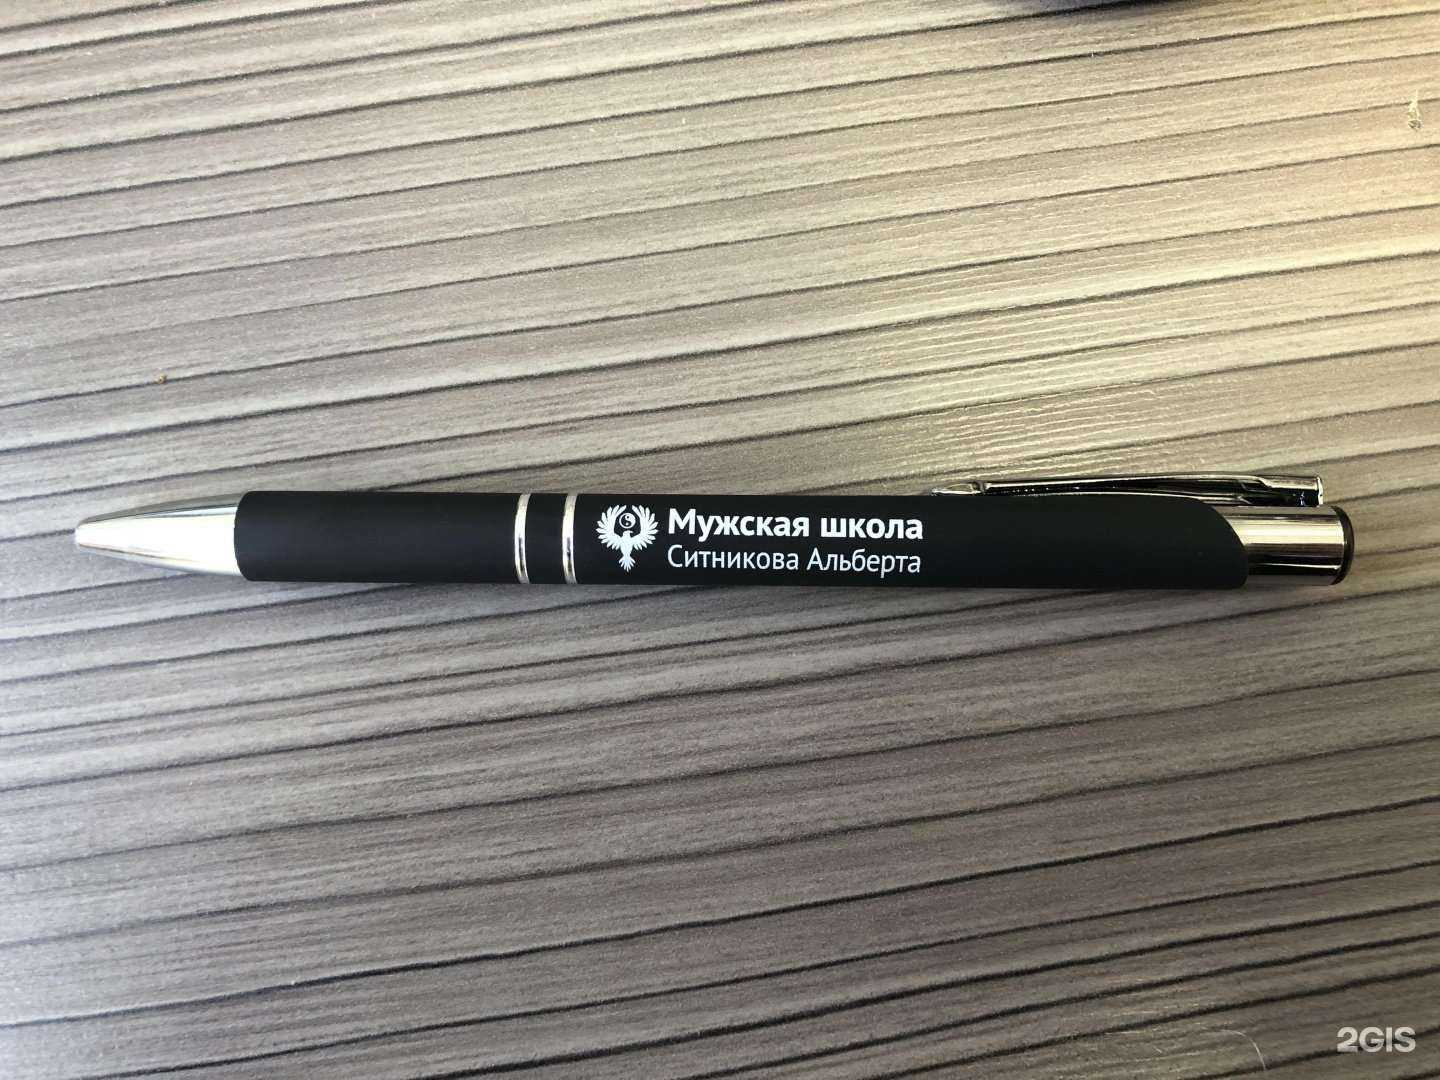 Мужская школа
Ситникова Альберта
2GIS